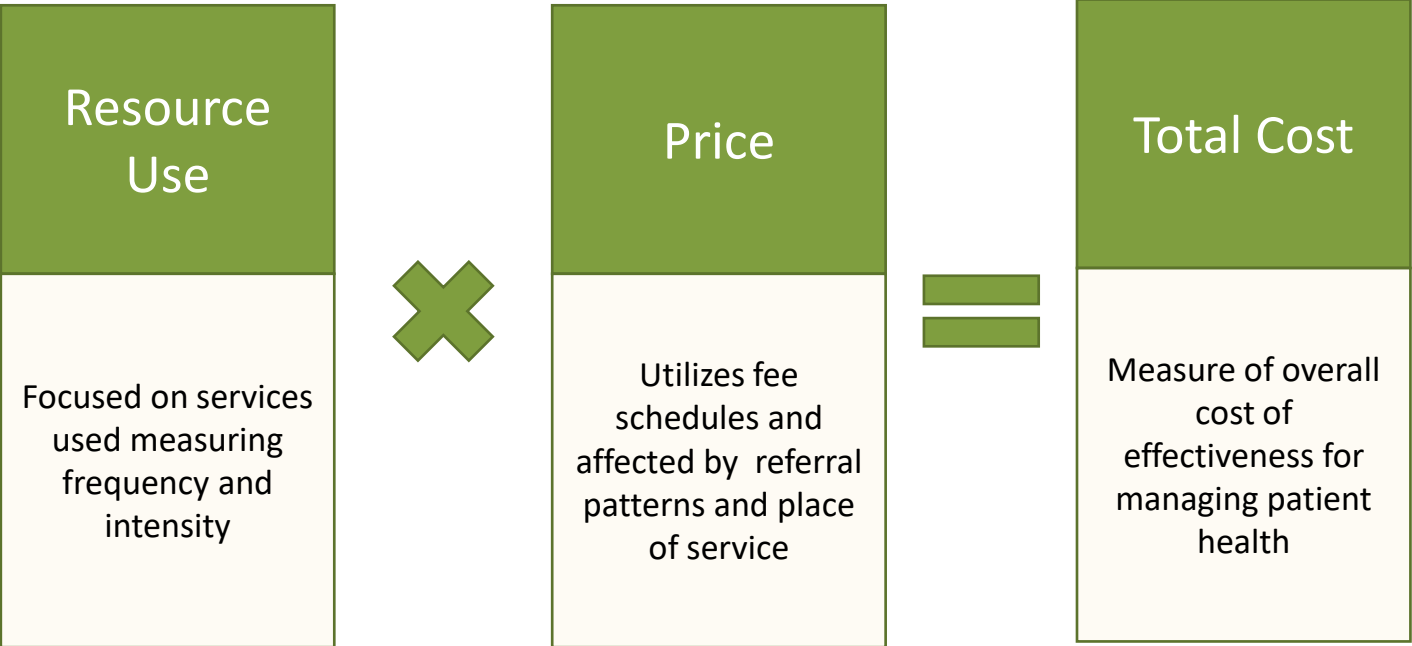 Resource
Use
Focused on services
used measuring
frequency and
intensity
Price
Utilizes fee
schedules and
affected by  referral
patterns and place
of service
Total Cost
Measure of overall
cost of
effectiveness for
managing patient
health